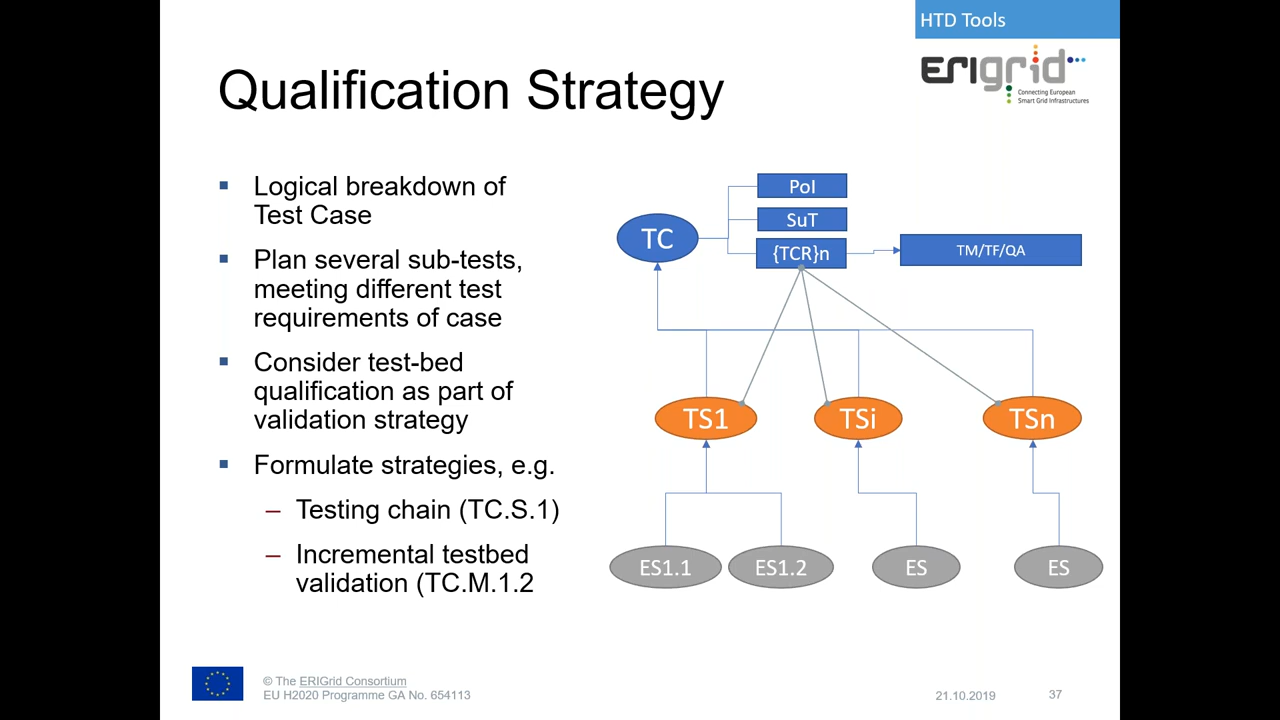 HTD Tools
ERIgrid
Connecting European
Smart Grid Infrastructures
Qualification Strategy
Logical breakdown of
Test Case
Plan several sub-tests,
meeting different test
requirements of case
Consider test-bed
qualification as part of
validation strategy
Formulate strategies, e.g.
– Testing chain (TC.S.1)
– Incremental testbed
validation (TC.M.1.2
PoI
SuT
TC
{TCR}n
TM/TF/QA
TS1
TSi
TSn
ES1.1
ES1.2
ES
ES
© The ERIGrid Consortium
EU H2020 Programme GA No. 654113
21.10.2019
37